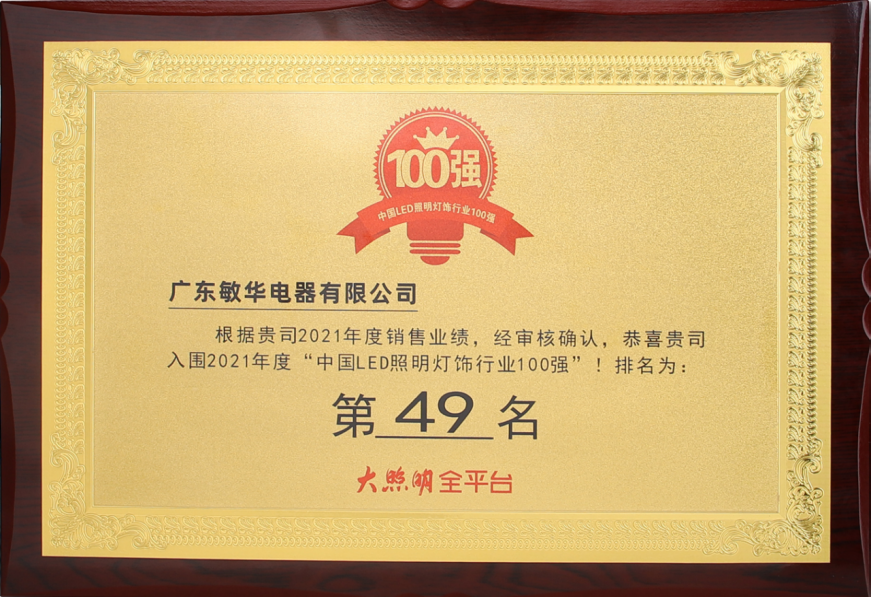 100强
中国LED照明灯饰行业100强
广东敏华电器有限公司
根据贵司2021年度销售业绩，经审核确认，恭喜贵司
入围2021年度“中国LED照明灯饰行业100强”！排名为：
第 49 名
大照明全平台